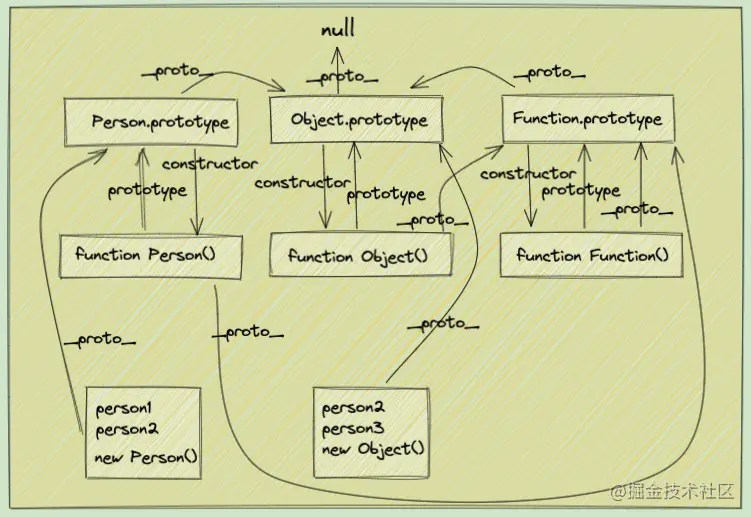 null
_proto_
_proto_
_proto_
Person.prototype
Object.prototype
Function.prototype
constructor
prototype
constructor
prototype
constructor
prototype
_proto_
_proto_
function Person()
function Object()
function Function()
_proto_
_proto_
_proto_
person1
person2
new Person()
person2
person3
new Object()
@掘金技术社区